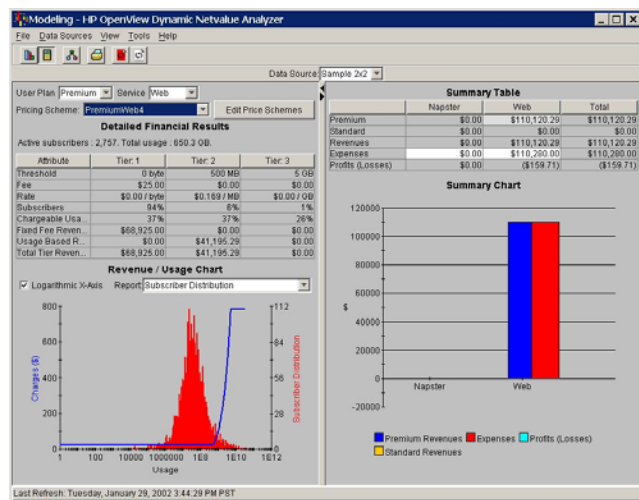 Modeling - HP OpenView Dynamic Netvalue Analyzer
File Data Sources View Tools Help
Data Source: Sample 2x2
User Plan Premium Service Web
Pricing Scheme: PremiumWeb4 Edit Price Schemes
Detailed Financial Results
Active subscribers : 2,757. Total usage : 650.3 GB.
Attribute Tier: 1 Tier: 2 Tier: 3
Threshold 0 byte 500 MB 5 GB
Fee $25.00 $0.00 $0.00
Rate $0.00 / byte $0.169 / MB $0.00 / GB
Subscribers 94% 6% 1%
Chargeable Usa... 37% 37% 26%
Fixed Fee Reven... $68,925.00 $0.00 $0.00
Usage Based R... $0.00 $41,195.29 $0.00
Total Tier Reven... $68,925.00 $41,195.29 $0.00
Revenue / Usage Chart
Logarithmic X-Axis Report Subscriber Distribution
800
600
400
200
0
Charges ($)
112
84
56
28
0
Subscriber Distribution
1 100 10000 1000000 1E8 1E10 1E12
Usage
Summary Table
Napster Web Total
Premium $0.00 $110,120.29 $110,120.29
Standard $0.00 $0.00 $0.00
Revenues $0.00 $110,120.29 $110,120.29
Expenses $0.00 $110,280.00 $110,280.00
Profits (Losses) $0.00 ($159.71) ($159.71)
Summary Chart
120000
100000
80000
60000
40000
20000
0
-20000
$
Napster Web
Premium Revenues Expenses Profits (Losses)
Standard Revenues
Last Refresh: Tuesday, January 29, 2002 3:44:29 PM PST